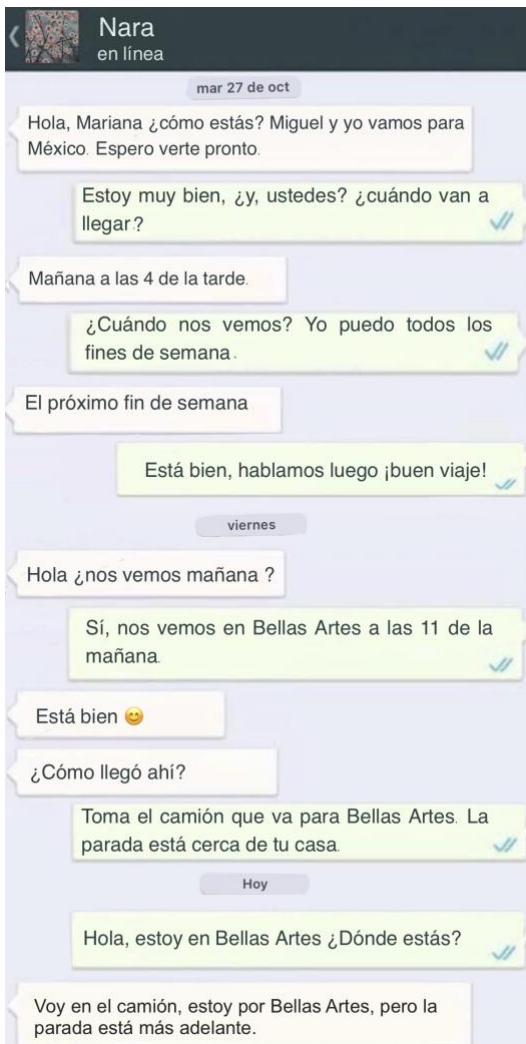 Nara
en línea
mar 27 de oct
Hola, Mariana ¿cómo estás? Miguel y yo vamos para
México. Espero verte pronto.
Estoy muy bien, ¿y, ustedes? ¿cuándo van a
llegar?
Mañana a las 4 de la tarde.
¿Cuándo nos vemos? Yo puedo todos los
fines de semana.
El próximo fin de semana
Está bien, hablamos luego ¡buen viaje!
viernes
Hola ¿nos vemos mañana ?
Sí, nos vemos en Bellas Artes a las 11 de la
mañana.
Está bien 😊
¿Cómo llegó ahí?
Toma el camión que va para Bellas Artes. La
parada está cerca de tu casa.
Hoy
Hola, estoy en Bellas Artes ¿Dónde estás?
Voy en el camión, estoy por Bellas Artes, pero la
parada está más adelante.